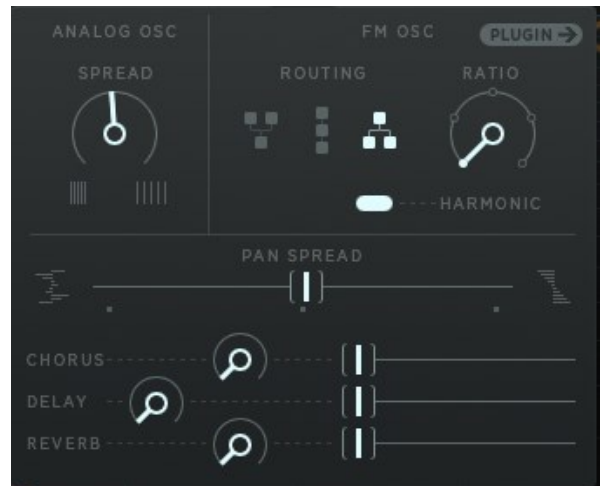 ANALOG OSC
FM OSC
PLUGIN
SPREAD
ROUTING
RATIO
HARMONIC
PAN SPREAD
CHORUS
DELAY
REVERB